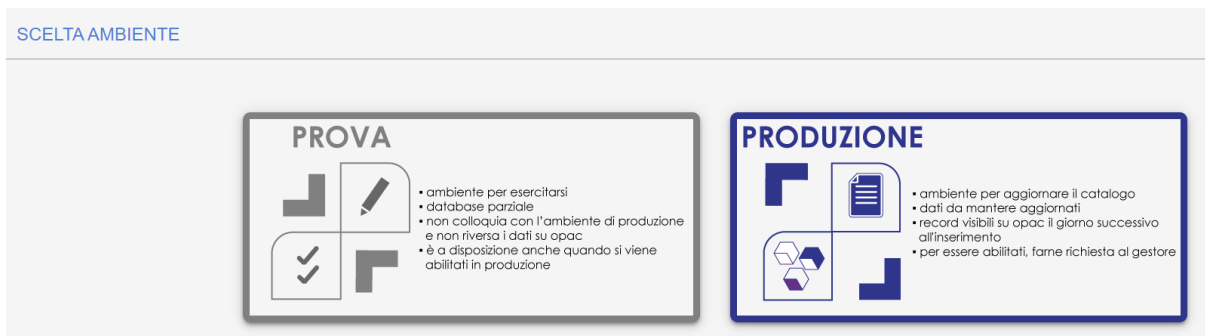 SCELTA AMBIENTE
PROVA
▪ ambiente per esercitarsi
▪ database parziale
▪ non colloquia con l'ambiente di produzione
e non riversa i dati su opac
▪ è a disposizione anche quando si viene
abilitati in produzione
PRODUZIONE
▪ ambiente per aggiornare il catalogo
▪ dati da mantere aggiornati
▪ record visibili su opac il giorno successivo
all'inserimento
▪ per essere abilitati, farne richiesta al gestore